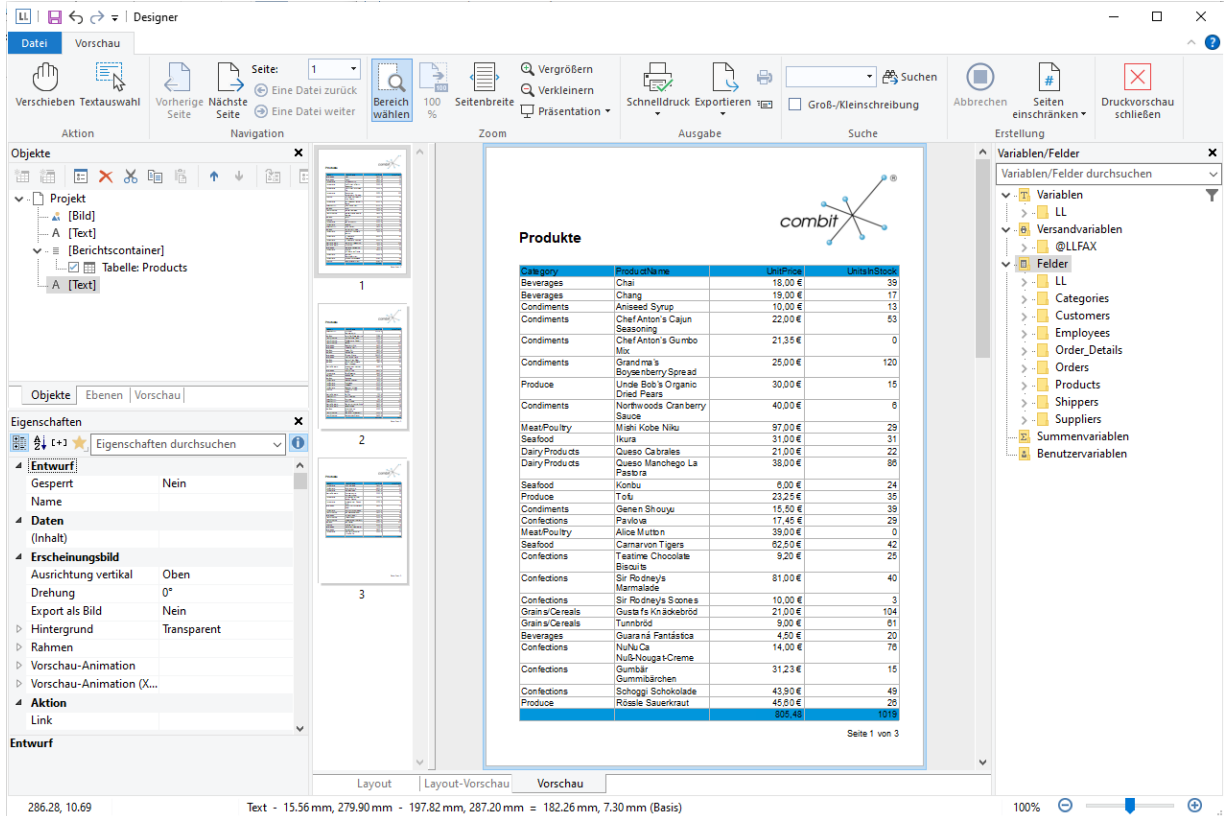 LL Designer
Datei Vorschau
Verschieben Textauswahl Vorherige Seite Nächste Seite Seite: 1 Eine Datei zurück Eine Datei weiter Bereich wählen 100 % Seitenbreite Vergrößern Verkleinern Präsentation Schnelldruck Exportieren Suchen Groß-/Kleinschreibung Abbrechen Seiten einschränken Druckvorschau schließen
Aktion Navigation Zoom Ausgabe Suche Erstellung
Objekte
Projekt
[Bild]
A [Text]
[Berichtscontainer]
Tabelle: Products
A [Text]
Objekte Ebenen Vorschau
Eigenschaften
Eigenschaften durchsuchen
Entwurf
Gesperrt Nein
Name
Daten
(Inhalt)
Erscheinungsbild
Ausrichtung vertikal Oben
Drehung 0°
Export als Bild Nein
Hintergrund Transparent
Rahmen
Vorschau-Animation
Vorschau-Animation (X...
Aktion
Link
Entwurf
1
2
3
combit ®
Produkte
Category ProductName UnitPrice UnitsInStock
Beverages Chai 18,00 € 39
Beverages Chang 19,00 € 17
Condiments Aniseed Syrup 10,00 € 13
Condiments Chef Anton's Cajun 22,00 € 53
Seasoning
Condiments Chef Anton's Gumbo 21,35 € 0
Mix
Condiments Grandma's 25,00 € 120
Boysenberry Spread
Produce Uncle Bob's Organic 30,00 € 15
Dried Pears
Condiments Northwoods Cranberry 40,00 € 6
Sauce
Meat/Poultry Mishi Kobe Niku 97,00 € 29
Seafood Ikura 31,00 € 31
Dairy Products Queso Cabrales 21,00 € 22
Dairy Products Queso Manchego La 38,00 € 86
Pastora
Seafood Konbu 6,00 € 24
Produce Tofu 23,25 € 35
Condiments Genen Shouyu 15,50 € 39
Confections Pavlova 17,45 € 29
Meat/Poultry Alice Mutton 39,00 € 0
Seafood Carnarvon Tigers 62,50 € 42
Confections Teatime Chocolate 9,20 € 25
Biscuits
Confections Sir Rodney's 81,00 € 40
Marmalade
Confections Sir Rodney's Scones 10,00 € 3
Grains/Cereals Gustafs Knäckebröd 21,00 € 104
Grains/Cereals Tunnbröd 9,00 € 61
Beverages Guaraná Fantástica 4,50 € 20
Confections NuNuCa 14,00 € 76
Nuß-Nougat-Creme
Confections Gumbär 31,23 € 15
Gummibärchen
Confections Schoggi Schokolade 43,90 € 49
Produce Rössle Sauerkraut 45,60 € 26
805,48 1019
Seite 1 von 3
Layout Layout-Vorschau Vorschau
Variablen/Felder
Variablen/Felder durchsuchen
Variablen
LL
Versandvariablen
@LLFAX
Felder
LL
Categories
Customers
Employees
Order_Details
Orders
Products
Shippers
Suppliers
Summenvariablen
Benutzervariablen
286.28, 10.69 Text - 15.56 mm, 279.90 mm - 197.82 mm, 287.20 mm = 182.26 mm, 7.30 mm (Basis) 100%